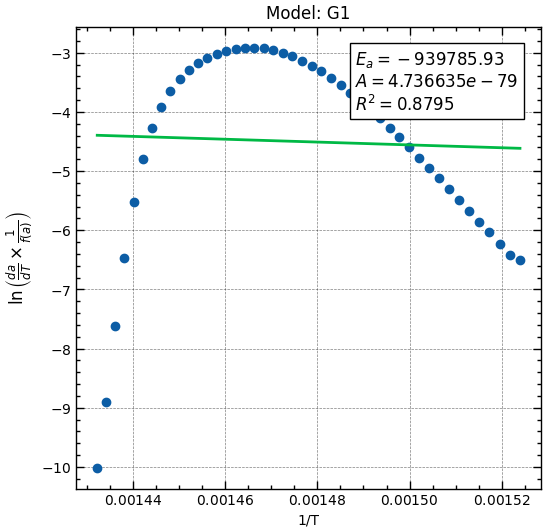 Model: G1
E_a = −939785.93
A = 4.736635e − 79
R² = 0.8795
ln(da/dT × 1/f(a))
−3
−4
−5
−6
−7
−8
−9
−10
0.00144 0.00146 0.00148 0.00150 0.00152
1/T